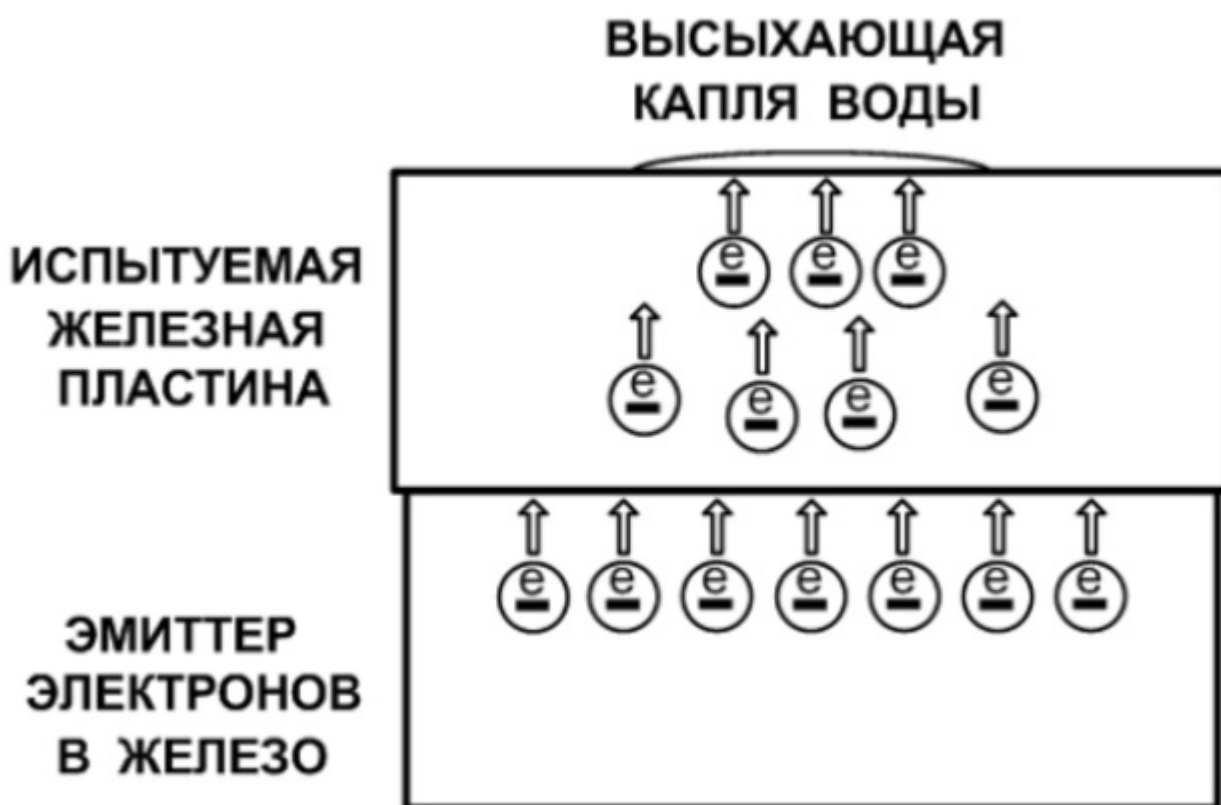 ВЫСЫХАЮЩАЯ
КАПЛЯ ВОДЫ
e e e
ИСПЫТУЕМАЯ
ЖЕЛЕЗНАЯ
ПЛАСТИНА
e e e e
e e e e e e e
ЭМИТТЕР
ЭЛЕКТРОНОВ
В ЖЕЛЕЗО